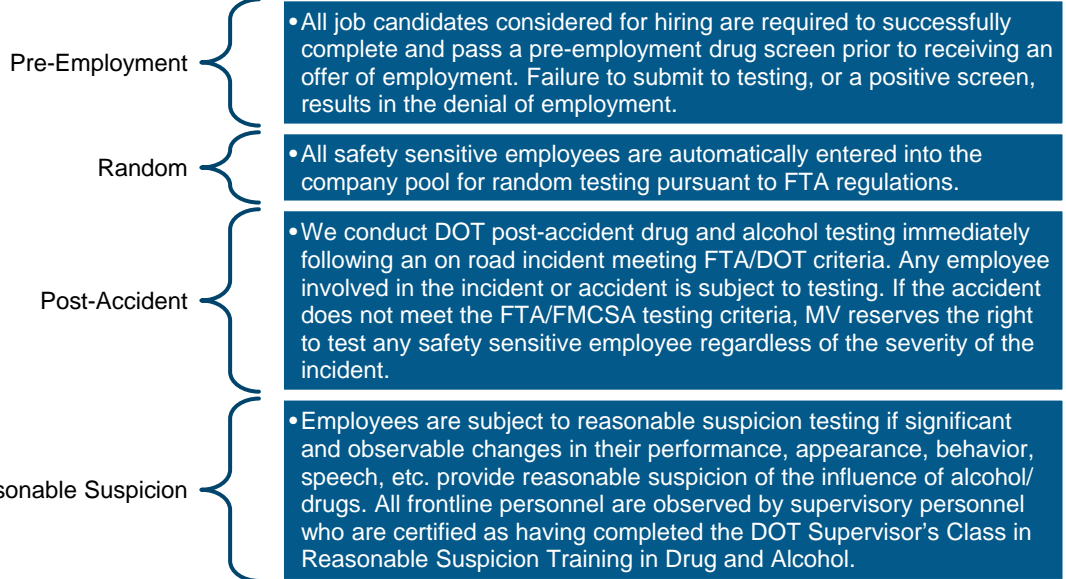 Pre-Employment
•All job candidates considered for hiring are required to successfully
complete and pass a pre-employment drug screen prior to receiving an
offer of employment. Failure to submit to testing, or a positive screen,
results in the denial of employment.
Random
•All safety sensitive employees are automatically entered into the
company pool for random testing pursuant to FTA regulations.
Post-Accident
•We conduct DOT post-accident drug and alcohol testing immediately
following an on road incident meeting FTA/DOT criteria. Any employee
involved in the incident or accident is subject to testing. If the accident
does not meet the FTA/FMCSA testing criteria, MV reserves the right
to test any safety sensitive employee regardless of the severity of the
incident.
sonable Suspicion
•Employees are subject to reasonable suspicion testing if significant
and observable changes in their performance, appearance, behavior,
speech, etc. provide reasonable suspicion of the influence of alcohol/
drugs. All frontline personnel are observed by supervisory personnel
who are certified as having completed the DOT Supervisor’s Class in
Reasonable Suspicion Training in Drug and Alcohol.